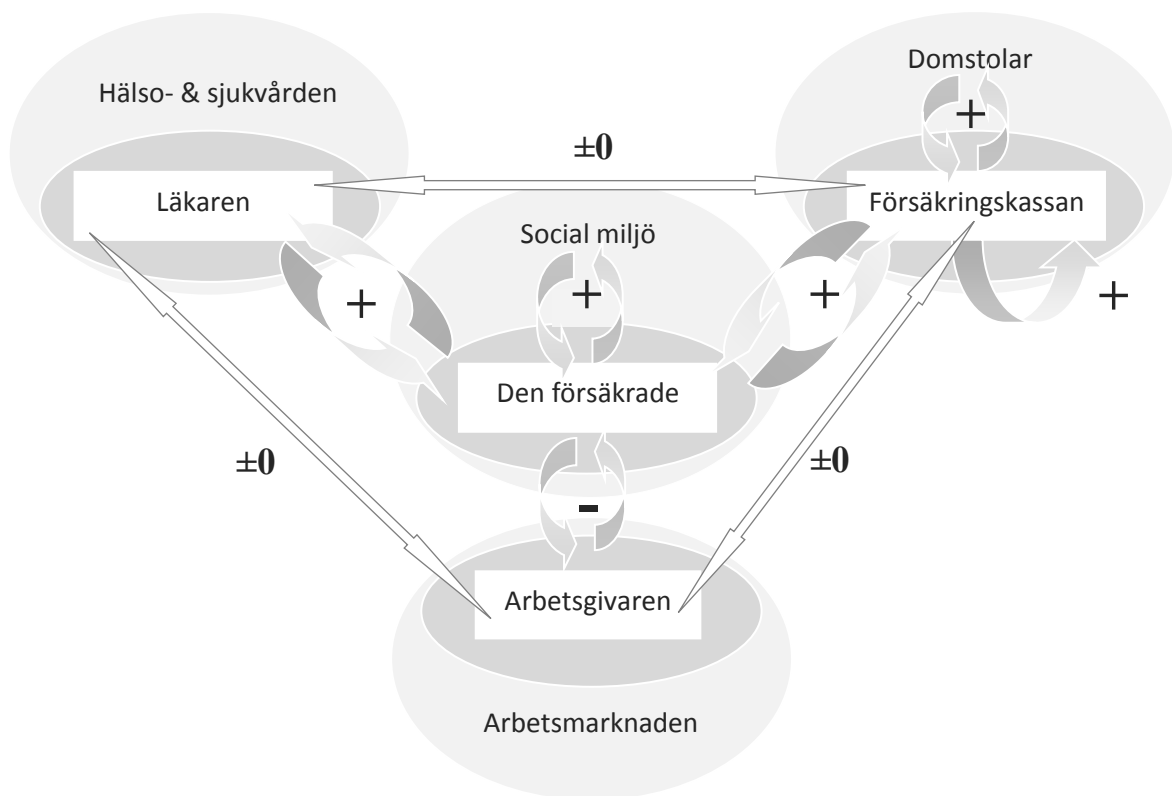 Domstolar
Hälso- & sjukvården
+
±0
Läkaren
Försäkringskassan
Social miljö
+
+
+
+
Den försäkrade
±0
±0
-
Arbetsgivaren
Arbetsmarknaden